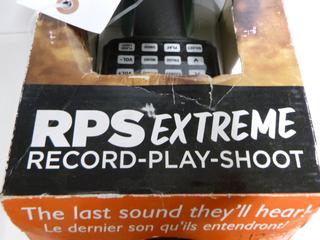 RPS EXTREME
RECORD-PLAY-SHOOT
The last sound they'll hear!
Le dernier son qu'ils entendront!